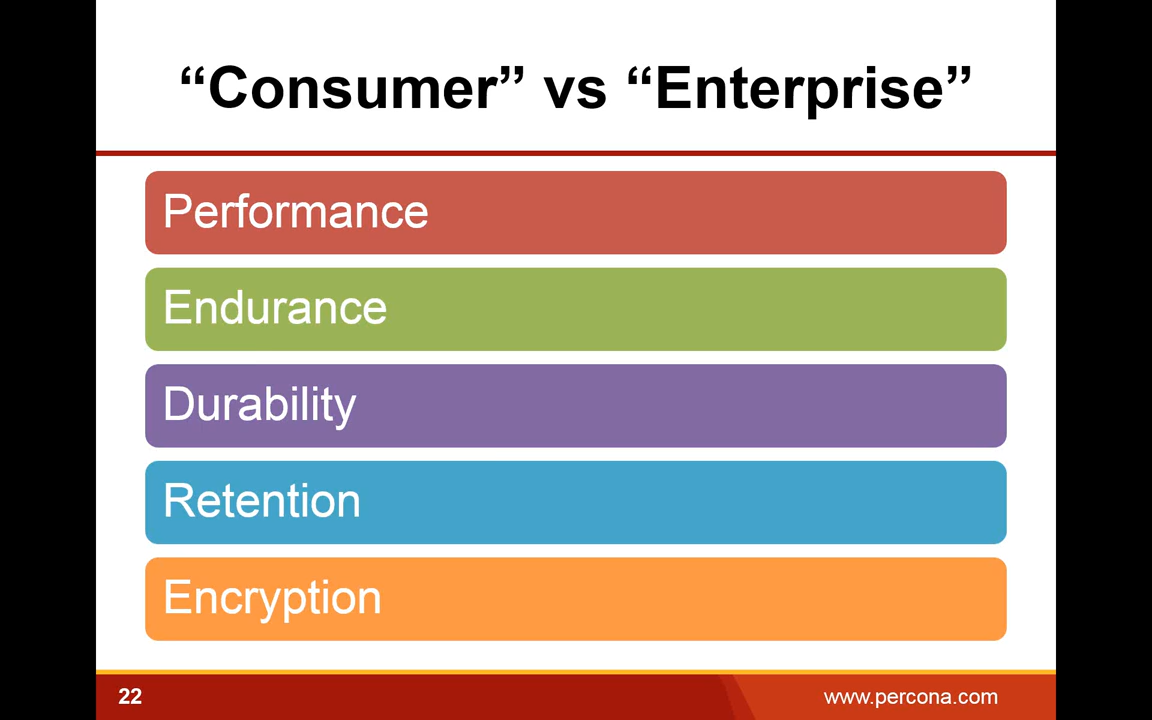 “Consumer” vs “Enterprise”
Performance
Endurance
Durability
Retention
Encryption
22
www.percona.com